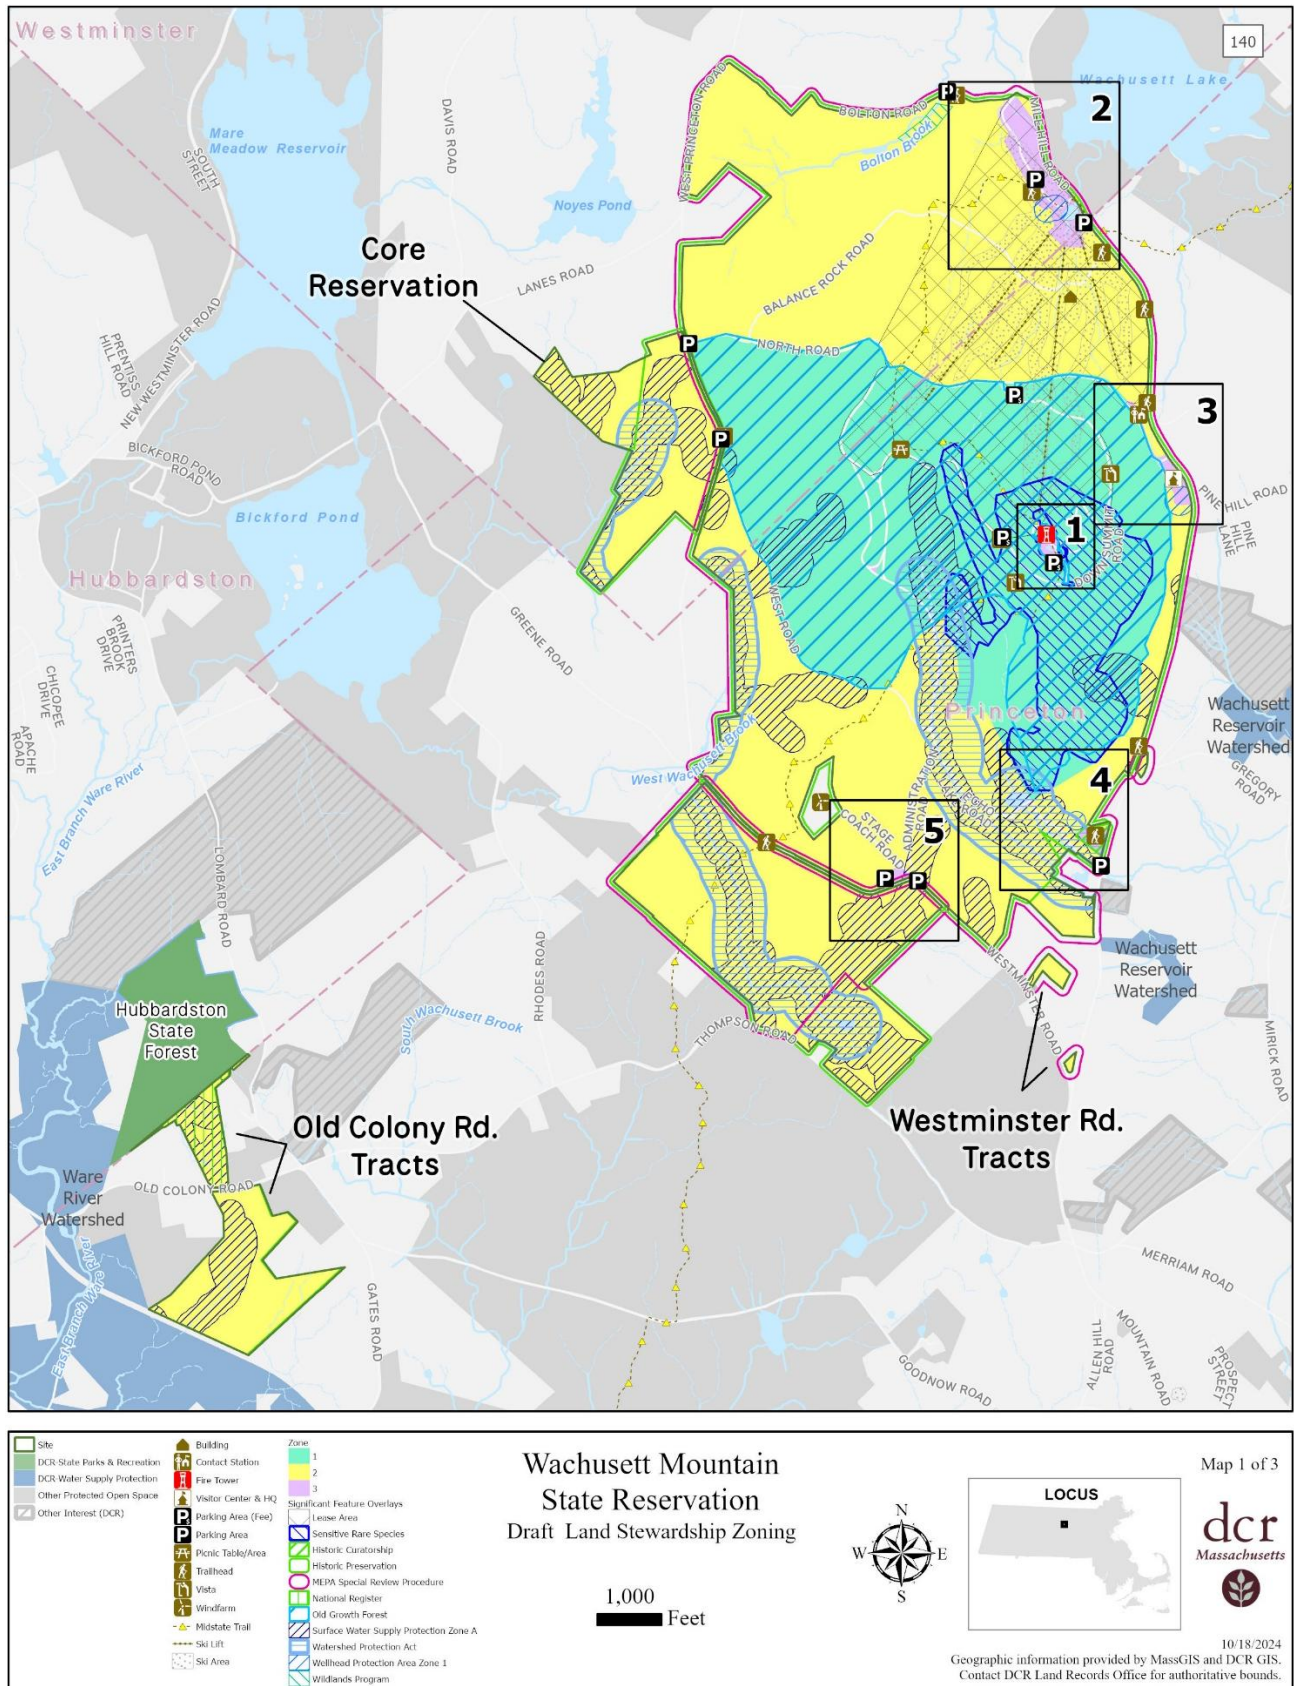 Westminster
140
Wachusett Lake
2
MILE HILL ROAD
BOLTON ROAD
Bolton Brook
WEST PRINCETON ROAD
DAVIS ROAD
SOUTH STREET
Mare
Meadow Reservoir
Noyes Pond
Core
Reservation
LANES ROAD
BALANCE ROCK ROAD
NORTH ROAD
PRENTISS
HILL ROAD
NEW WESTMINSTER ROAD
BICKFORD POND
ROAD
Bickford Pond
3
PINE HILL ROAD
PINE
HILL
LANE
1
DOWN SUMMIT
ROAD
Hubbardston
PRINTERS
BROOK
DRIVE
CHICOPEE
DRIVE
APACHE
ROAD
GREENE ROAD
WEST ROAD
Princeton
Wachusett
Reservoir
Watershed
GREGORY
ROAD
West Wachusett Brook
East Branch Ware River
4
5
STAGE
COACH ROAD
ADMINISTRATION
ROAD
LOMBARD ROAD
RHODES ROAD
WESTMINSTER ROAD
Wachusett
Reservoir
Watershed
MIRICK ROAD
Hubbardston
State
Forest
South Wachusett Brook
THOMPSON ROAD
Old Colony Rd.
Tracts
Westminster Rd.
Tracts
OLD COLONY ROAD
Ware
River
Watershed
East Branch Ware River
GATES ROAD
MERRIAM ROAD
ALLEN HILL
ROAD
MOUNTAIN ROAD
PROSPECT
STREET
GOODNOW ROAD
Site
DCR-State Parks & Recreation
DCR-Water Supply Protection
Other Protected Open Space
Other Interest (DCR)
Building
Contact Station
Fire Tower
Visitor Center & HQ
Parking Area (Fee)
Parking Area
Picnic Table/Area
Trailhead
Vista
Windfarm
Midstate Trail
Ski Lift
Ski Area
Zone
1
2
3
Significant Feature Overlays
Lease Area
Sensitive Rare Species
Historic Curatorship
Historic Preservation
MEPA Special Review Procedure
National Register
Old Growth Forest
Surface Water Supply Protection Zone A
Watershed Protection Act
Wellhead Protection Area Zone 1
Wildlands Program
Wachusett Mountain
State Reservation
Draft Land Stewardship Zoning
1,000
Feet
N
W E
S
LOCUS
Map 1 of 3
dcr
Massachusetts
10/18/2024
Geographic information provided by MassGIS and DCR GIS.
Contact DCR Land Records Office for authoritative bounds.